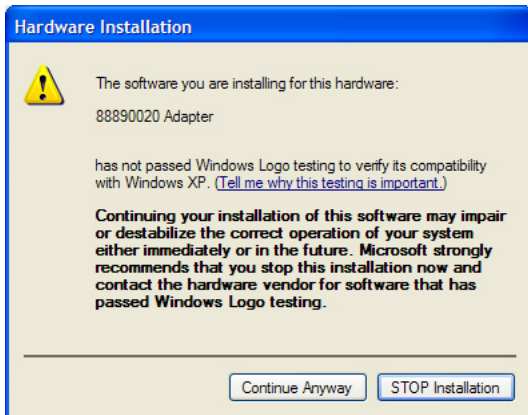 Hardware Installation
The software you are installing for this hardware:
88890020 Adapter
has not passed Windows Logo testing to verify its compatibility
with Windows XP. (Tell me why this testing is important.)
Continuing your installation of this software may impair
or destabilize the correct operation of your system
either immediately or in the future. Microsoft strongly
recommends that you stop this installation now and
contact the hardware vendor for software that has
passed Windows Logo testing.
Continue Anyway
STOP Installation